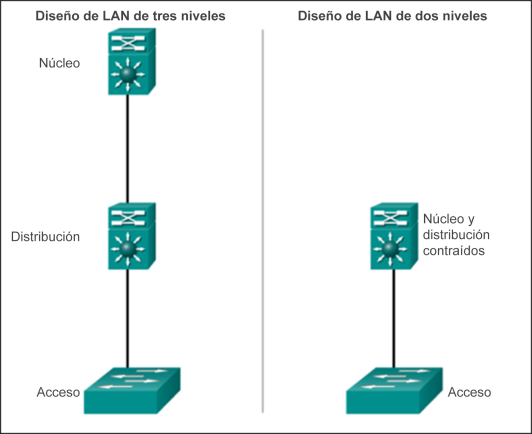 Diseño de LAN de tres niveles
Núcleo
Distribución
Acceso
Diseño de LAN de dos niveles
Núcleo y
distribución
contraídos
Acceso